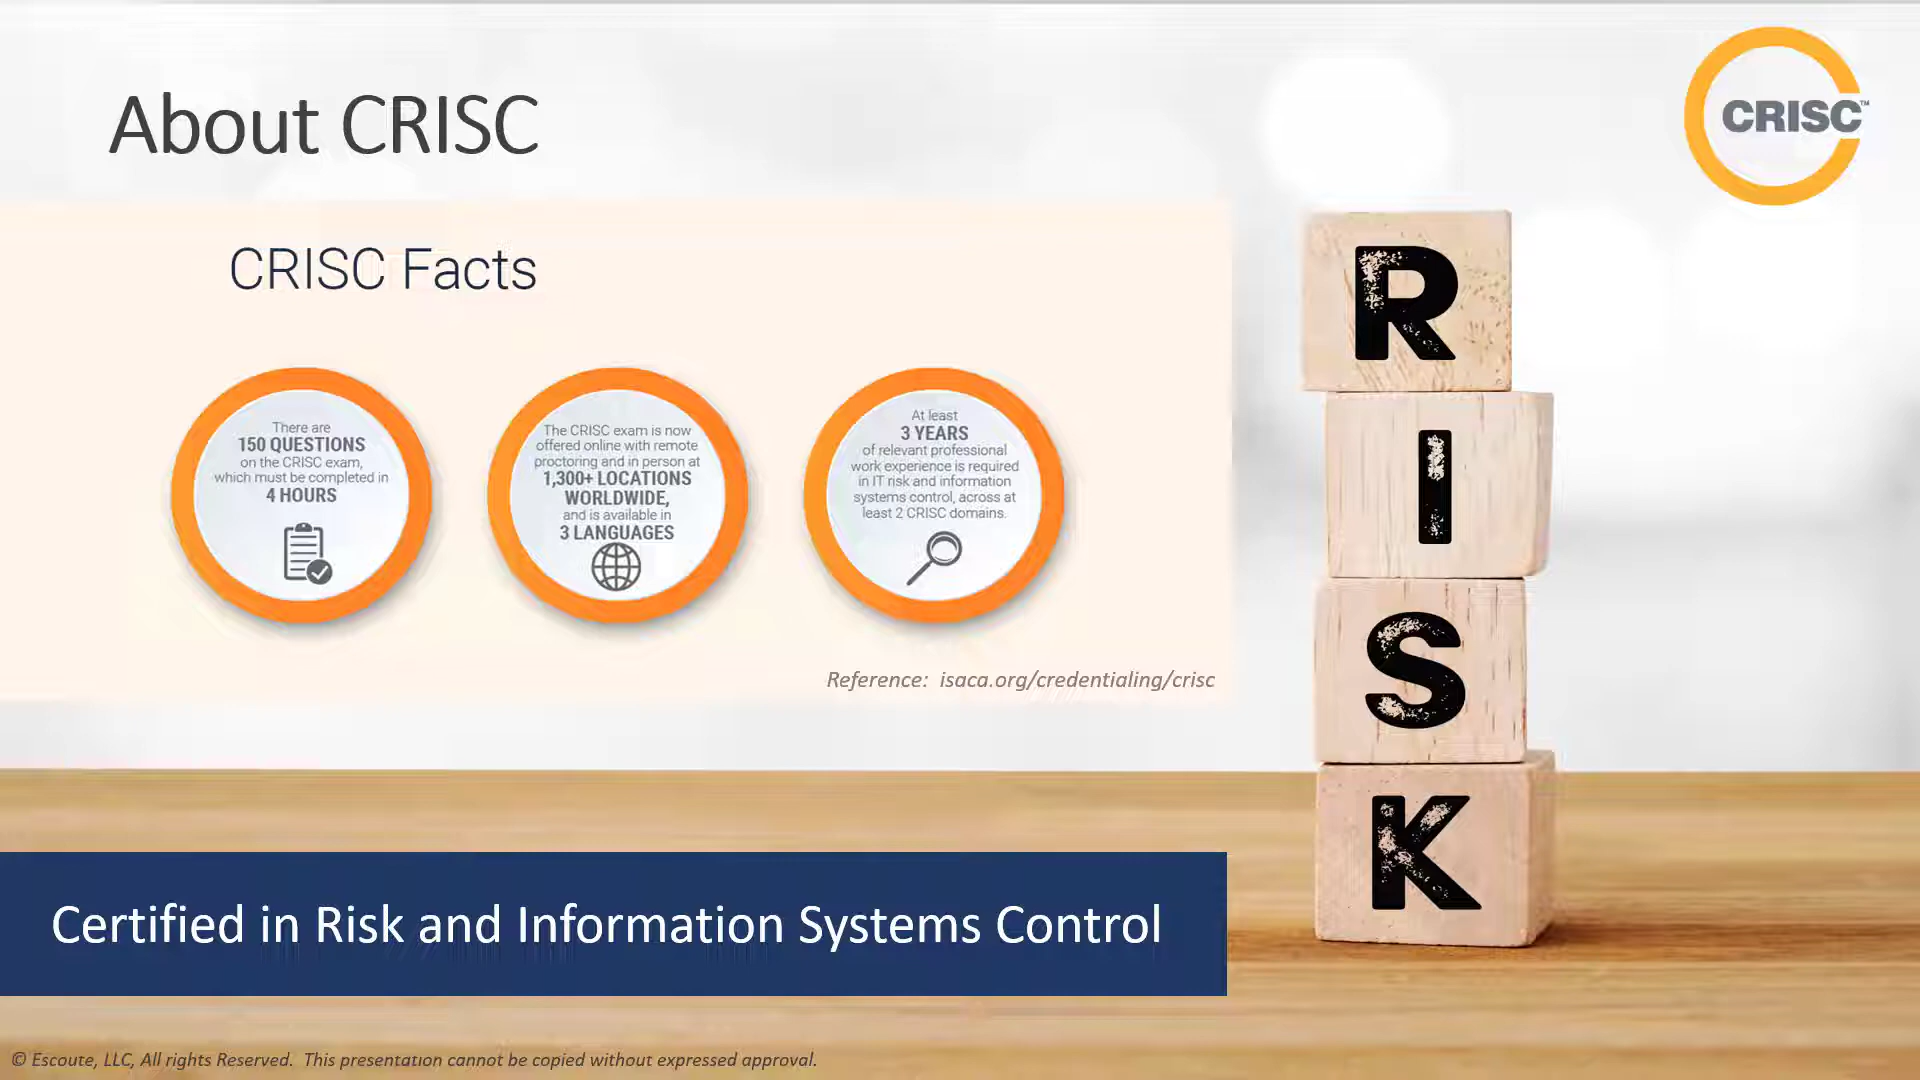 About CRISC
CRISC™
CRISC Facts
There are
150 QUESTIONS
on the CRISC exam,
which must be completed in
4 HOURS
The CRISC exam is now
offered online with remote
proctoring and in person at
1,300+ LOCATIONS
WORLDWIDE,
and is available in
3 LANGUAGES
At least
3 YEARS
of relevant professional
work experience is required
in IT risk and information
systems control, across at
least 2 CRISC domains.
Reference:  isaca.org/credentialing/crisc
R
I
S
K
Certified in Risk and Information Systems Control
© Escoute, LLC, All rights Reserved.  This presentation cannot be copied without expressed approval.